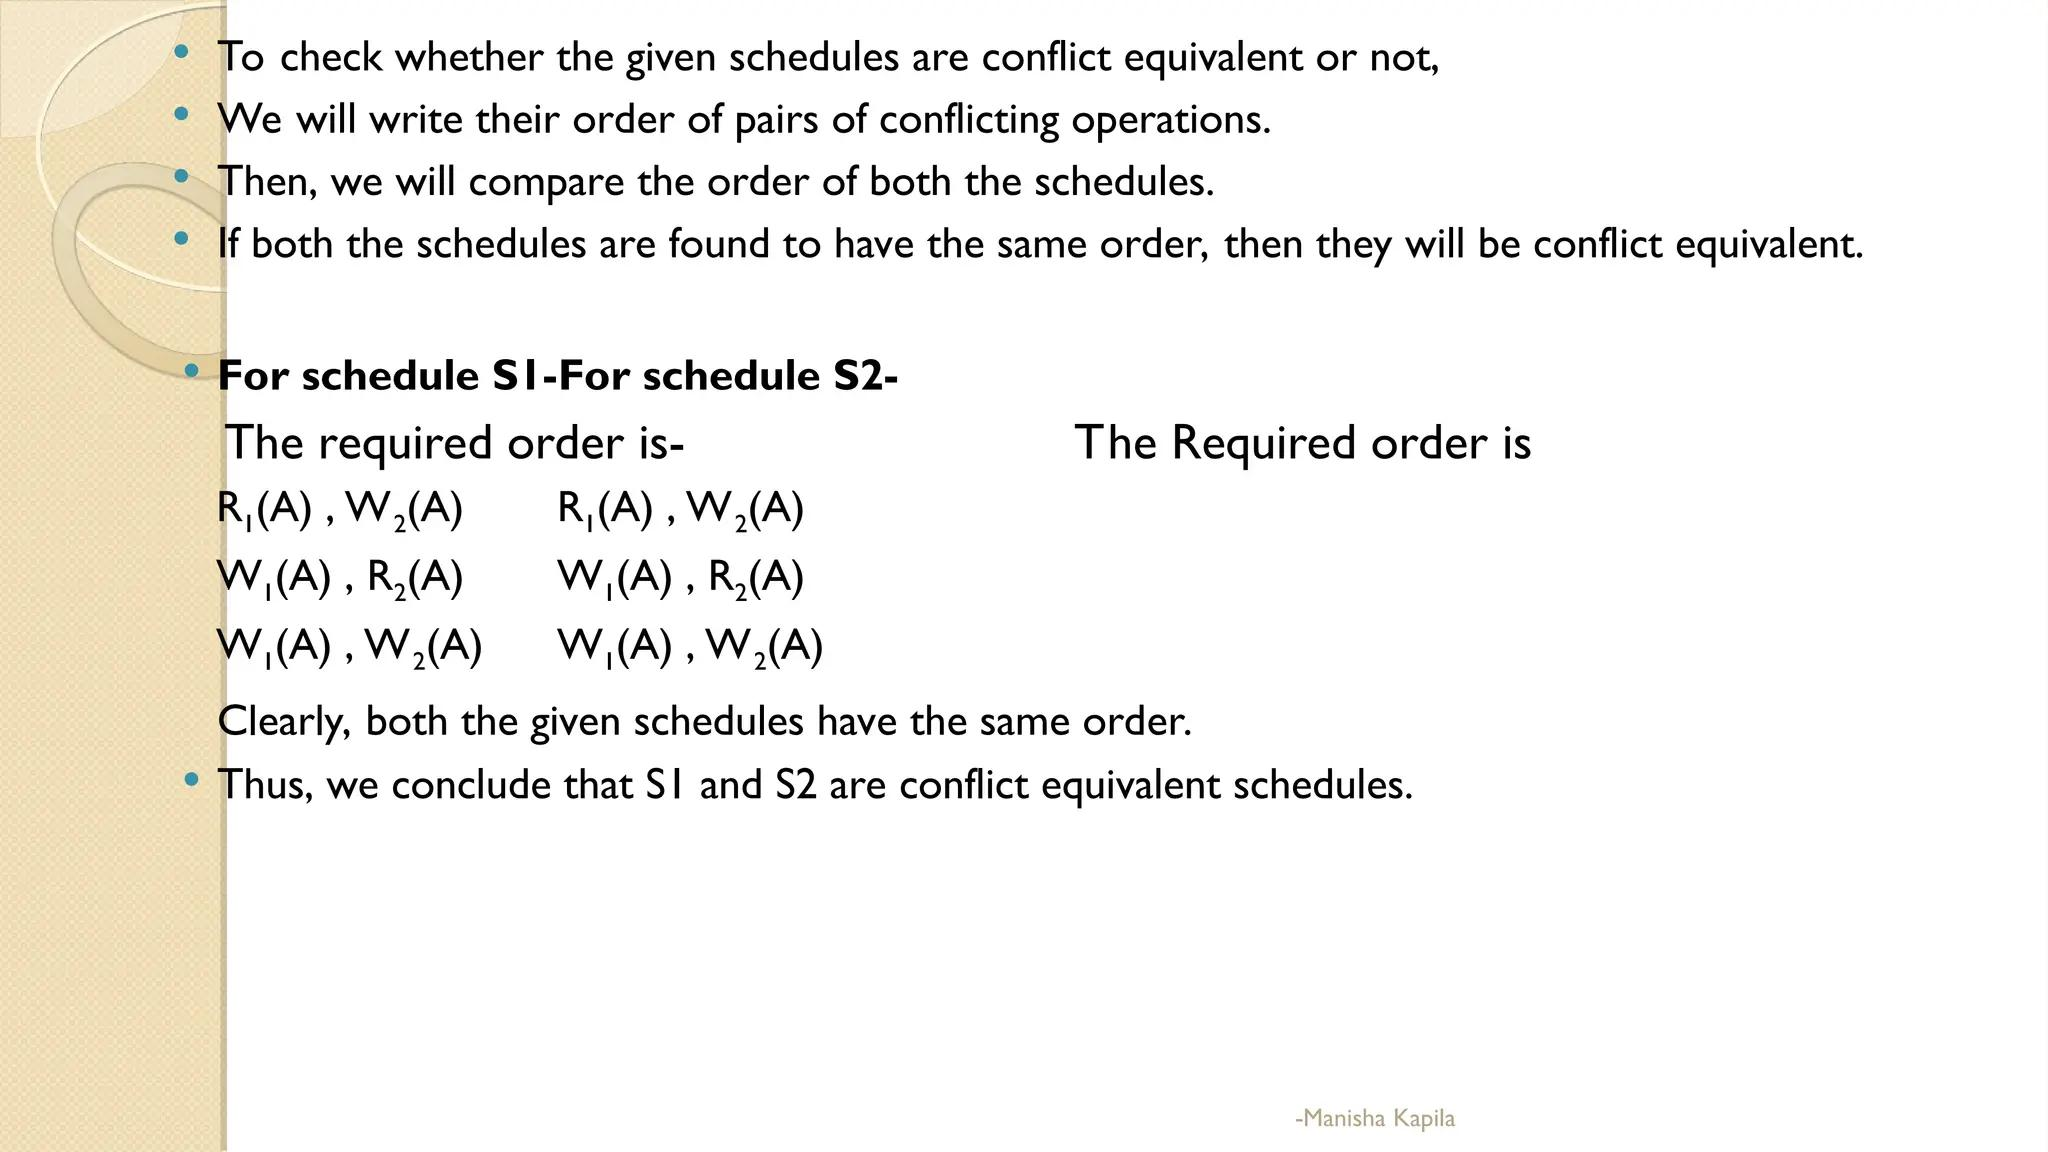 • To check whether the given schedules are conflict equivalent or not,
• We will write their order of pairs of conflicting operations.
• Then, we will compare the order of both the schedules.
• If both the schedules are found to have the same order, then they will be conflict equivalent.
• For schedule S1-For schedule S2-
The required order is- The Required order is
R₁(A) , W₂(A) R₁(A) , W₂(A)
W₁(A) , R₂(A) W₁(A) , R₂(A)
W₁(A) , W₂(A) W₁(A) , W₂(A)
Clearly, both the given schedules have the same order.
• Thus, we conclude that S1 and S2 are conflict equivalent schedules.
-Manisha Kapila